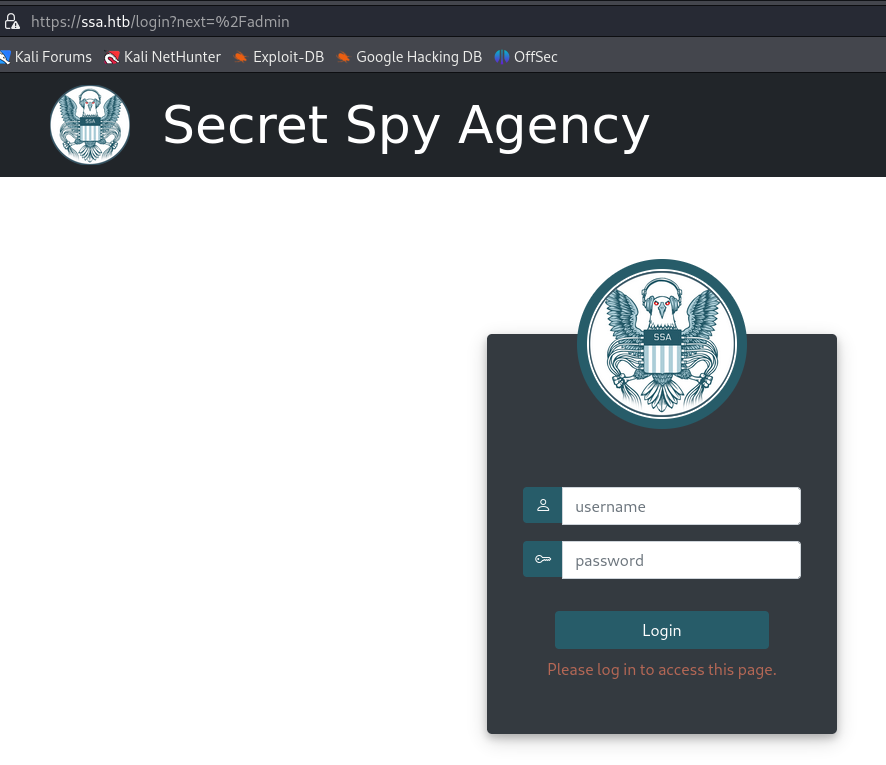 https://ssa.htb/login?next=%2Fadmin
Kali Forums Kali NetHunter Exploit-DB Google Hacking DB OffSec
SSA
Secret Spy Agency
SSA
username
password
Login
Please log in to access this page.